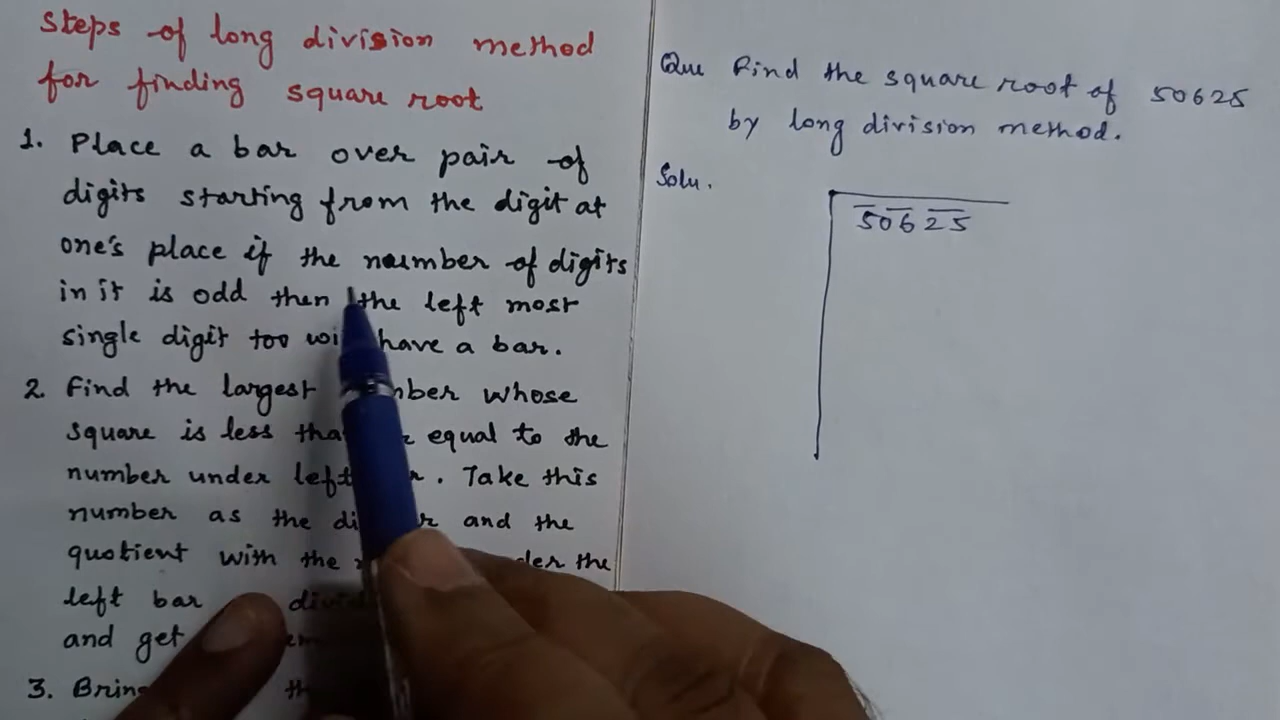 Steps of long division method
for finding square root
1. Place a bar over pair of
digits starting from the digit at
one's place if the number of digits
in it is odd then the left most
single digit too have a bar.
2. Find the largest whose
square is less equal to the
number under left . Take this
number as the and the
quotient with the the
left bar
and get
3. Bring
Que Find the square root of 50625
by long division method.
Solu.
50625